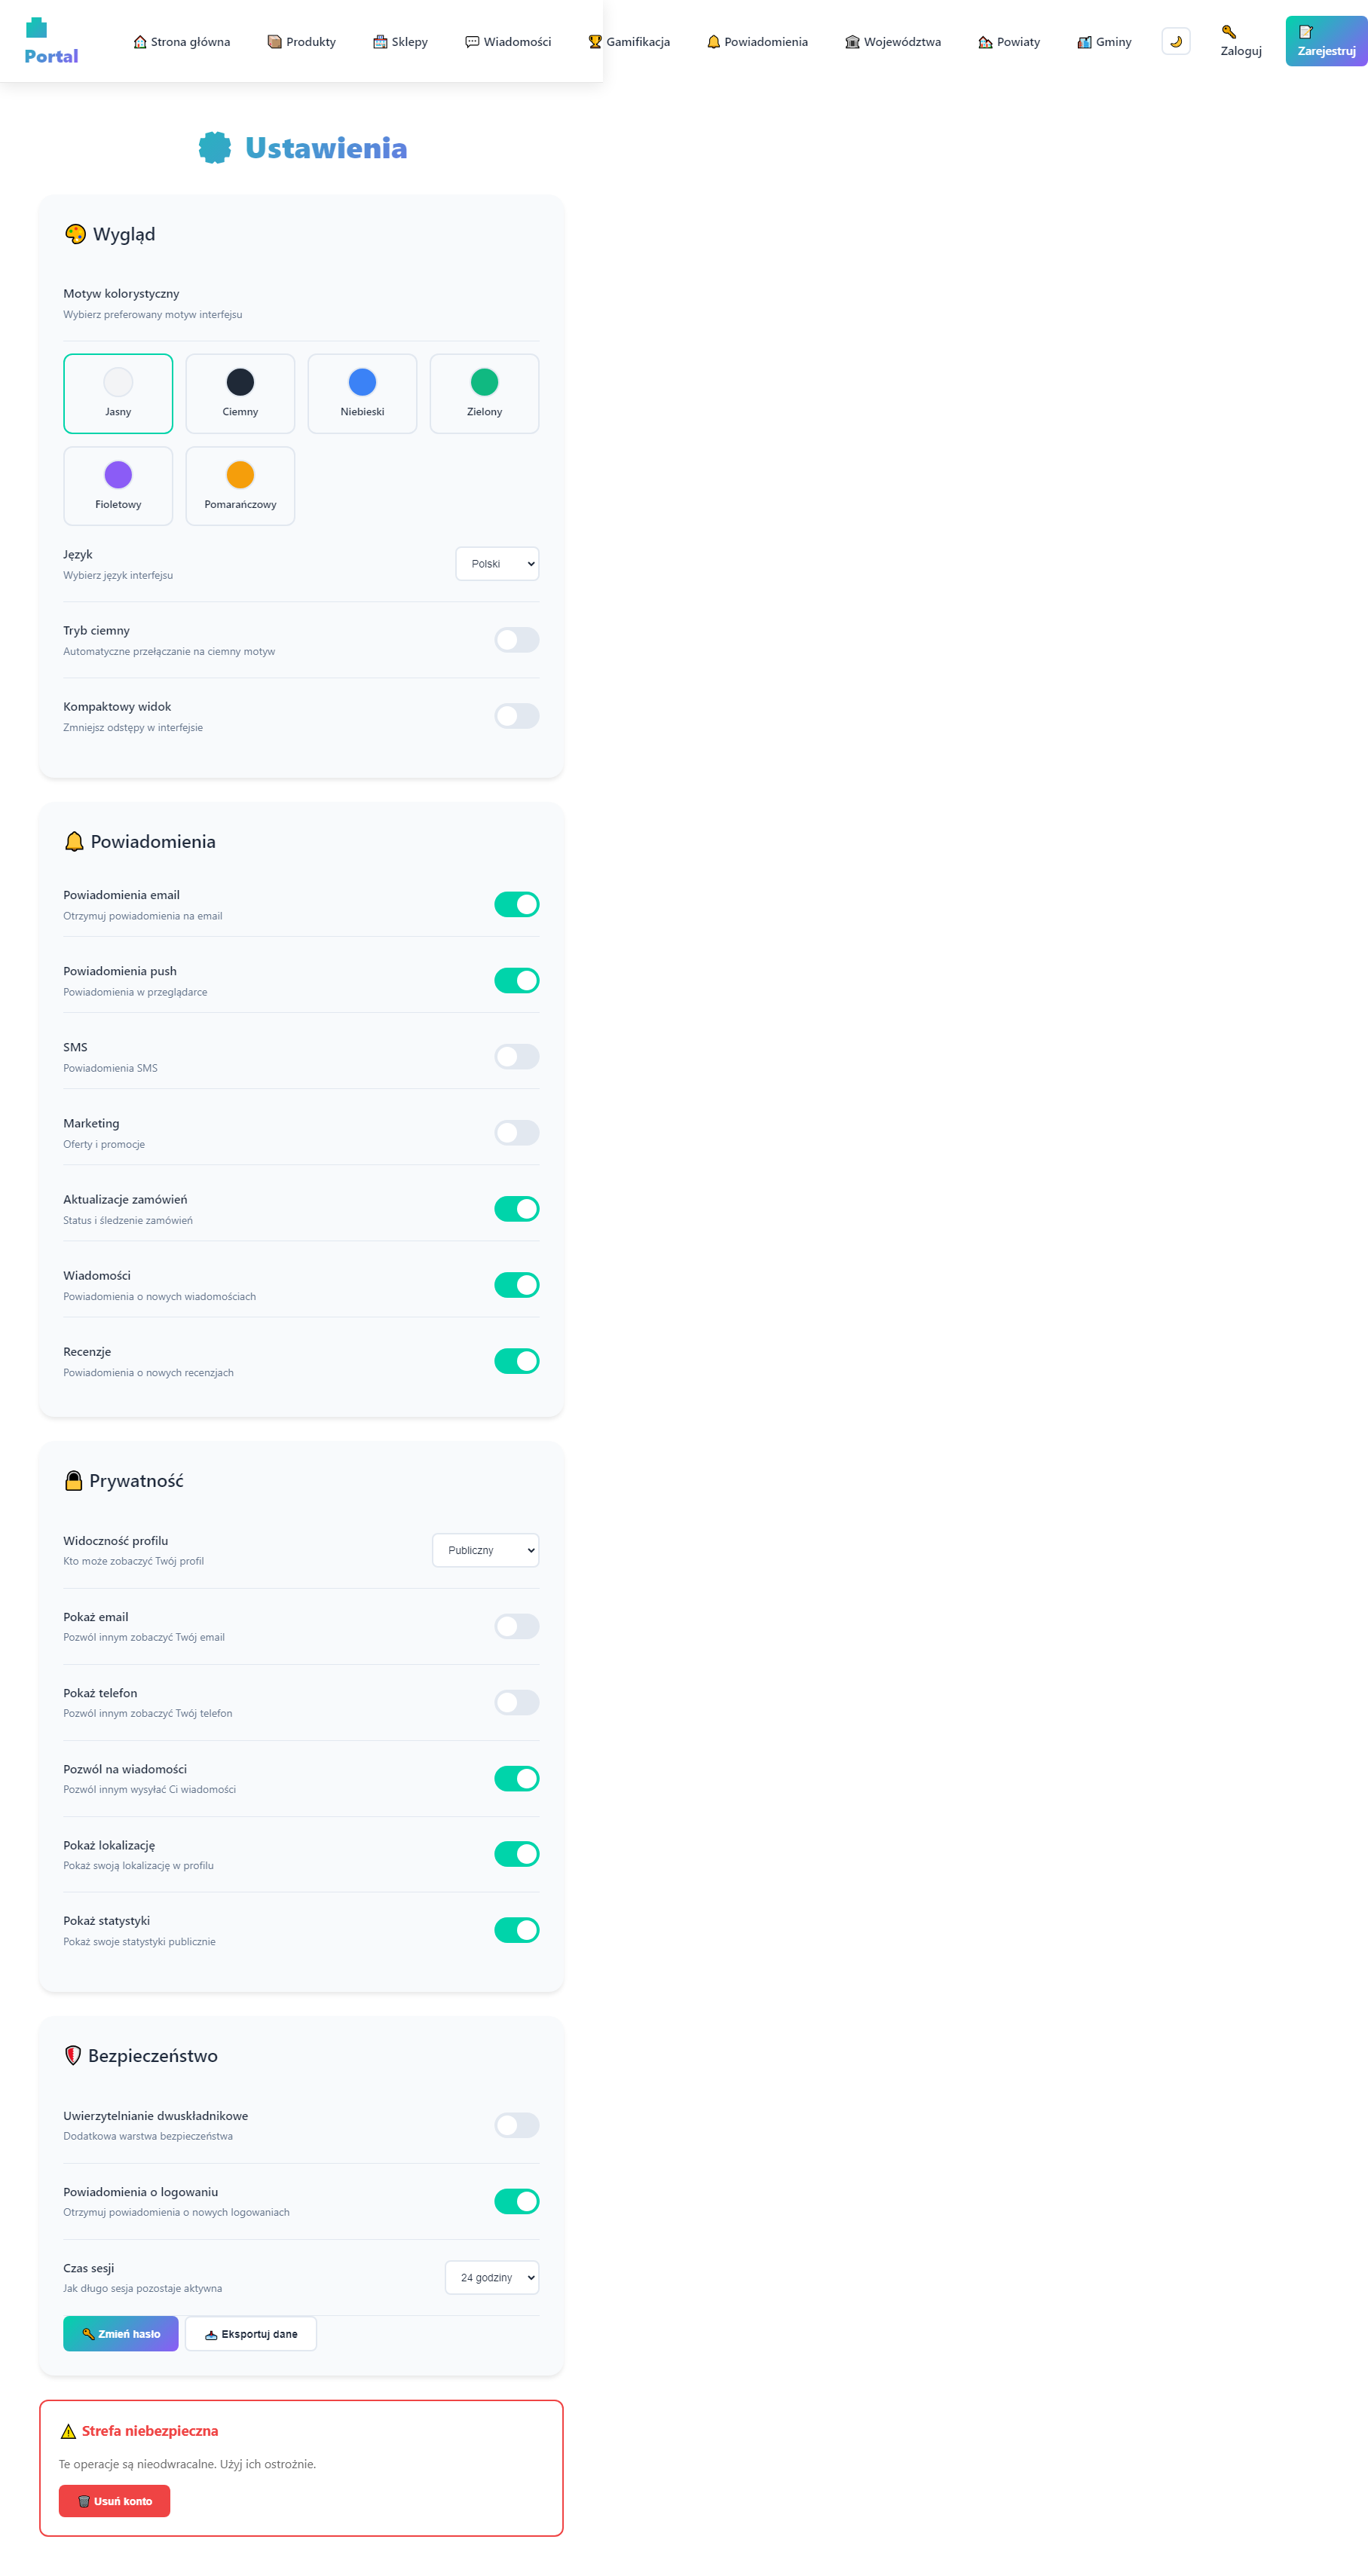 Portal
Strona główna
Produkty
Sklepy
Wiadomości
Gamifikacja
Powiadomienia
Województwa
Powiaty
Gminy
Zaloguj
Zarejestruj
Ustawienia
Wygląd
Motyw kolorystyczny
Wybierz preferowany motyw interfejsu
Jasny
Ciemny
Niebieski
Zielony
Fioletowy
Pomarańczowy
Język
Wybierz język interfejsu
Polski
Tryb ciemny
Automatyczne przełączanie na ciemny motyw
Kompaktowy widok
Zmniejsz odstępy w interfejsie
Powiadomienia
Powiadomienia email
Otrzymuj powiadomienia na email
Powiadomienia push
Powiadomienia w przeglądarce
SMS
Powiadomienia SMS
Marketing
Oferty i promocje
Aktualizacje zamówień
Status i śledzenie zamówień
Wiadomości
Powiadomienia o nowych wiadomościach
Recenzje
Powiadomienia o nowych recenzjach
Prywatność
Widoczność profilu
Kto może zobaczyć Twój profil
Publiczny
Pokaż email
Pozwól innym zobaczyć Twój email
Pokaż telefon
Pozwól innym zobaczyć Twój telefon
Pozwól na wiadomości
Pozwól innym wysyłać Ci wiadomości
Pokaż lokalizację
Pokaż swoją lokalizację w profilu
Pokaż statystyki
Pokaż swoje statystyki publicznie
Bezpieczeństwo
Uwierzytelnianie dwuskładnikowe
Dodatkowa warstwa bezpieczeństwa
Powiadomienia o logowaniu
Otrzymuj powiadomienia o nowych logowaniach
Czas sesji
Jak długo sesja pozostaje aktywna
24 godziny
Zmień hasło
Eksportuj dane
Strefa niebezpieczna
Te operacje są nieodwracalne. Użyj ich ostrożnie.
Usuń konto